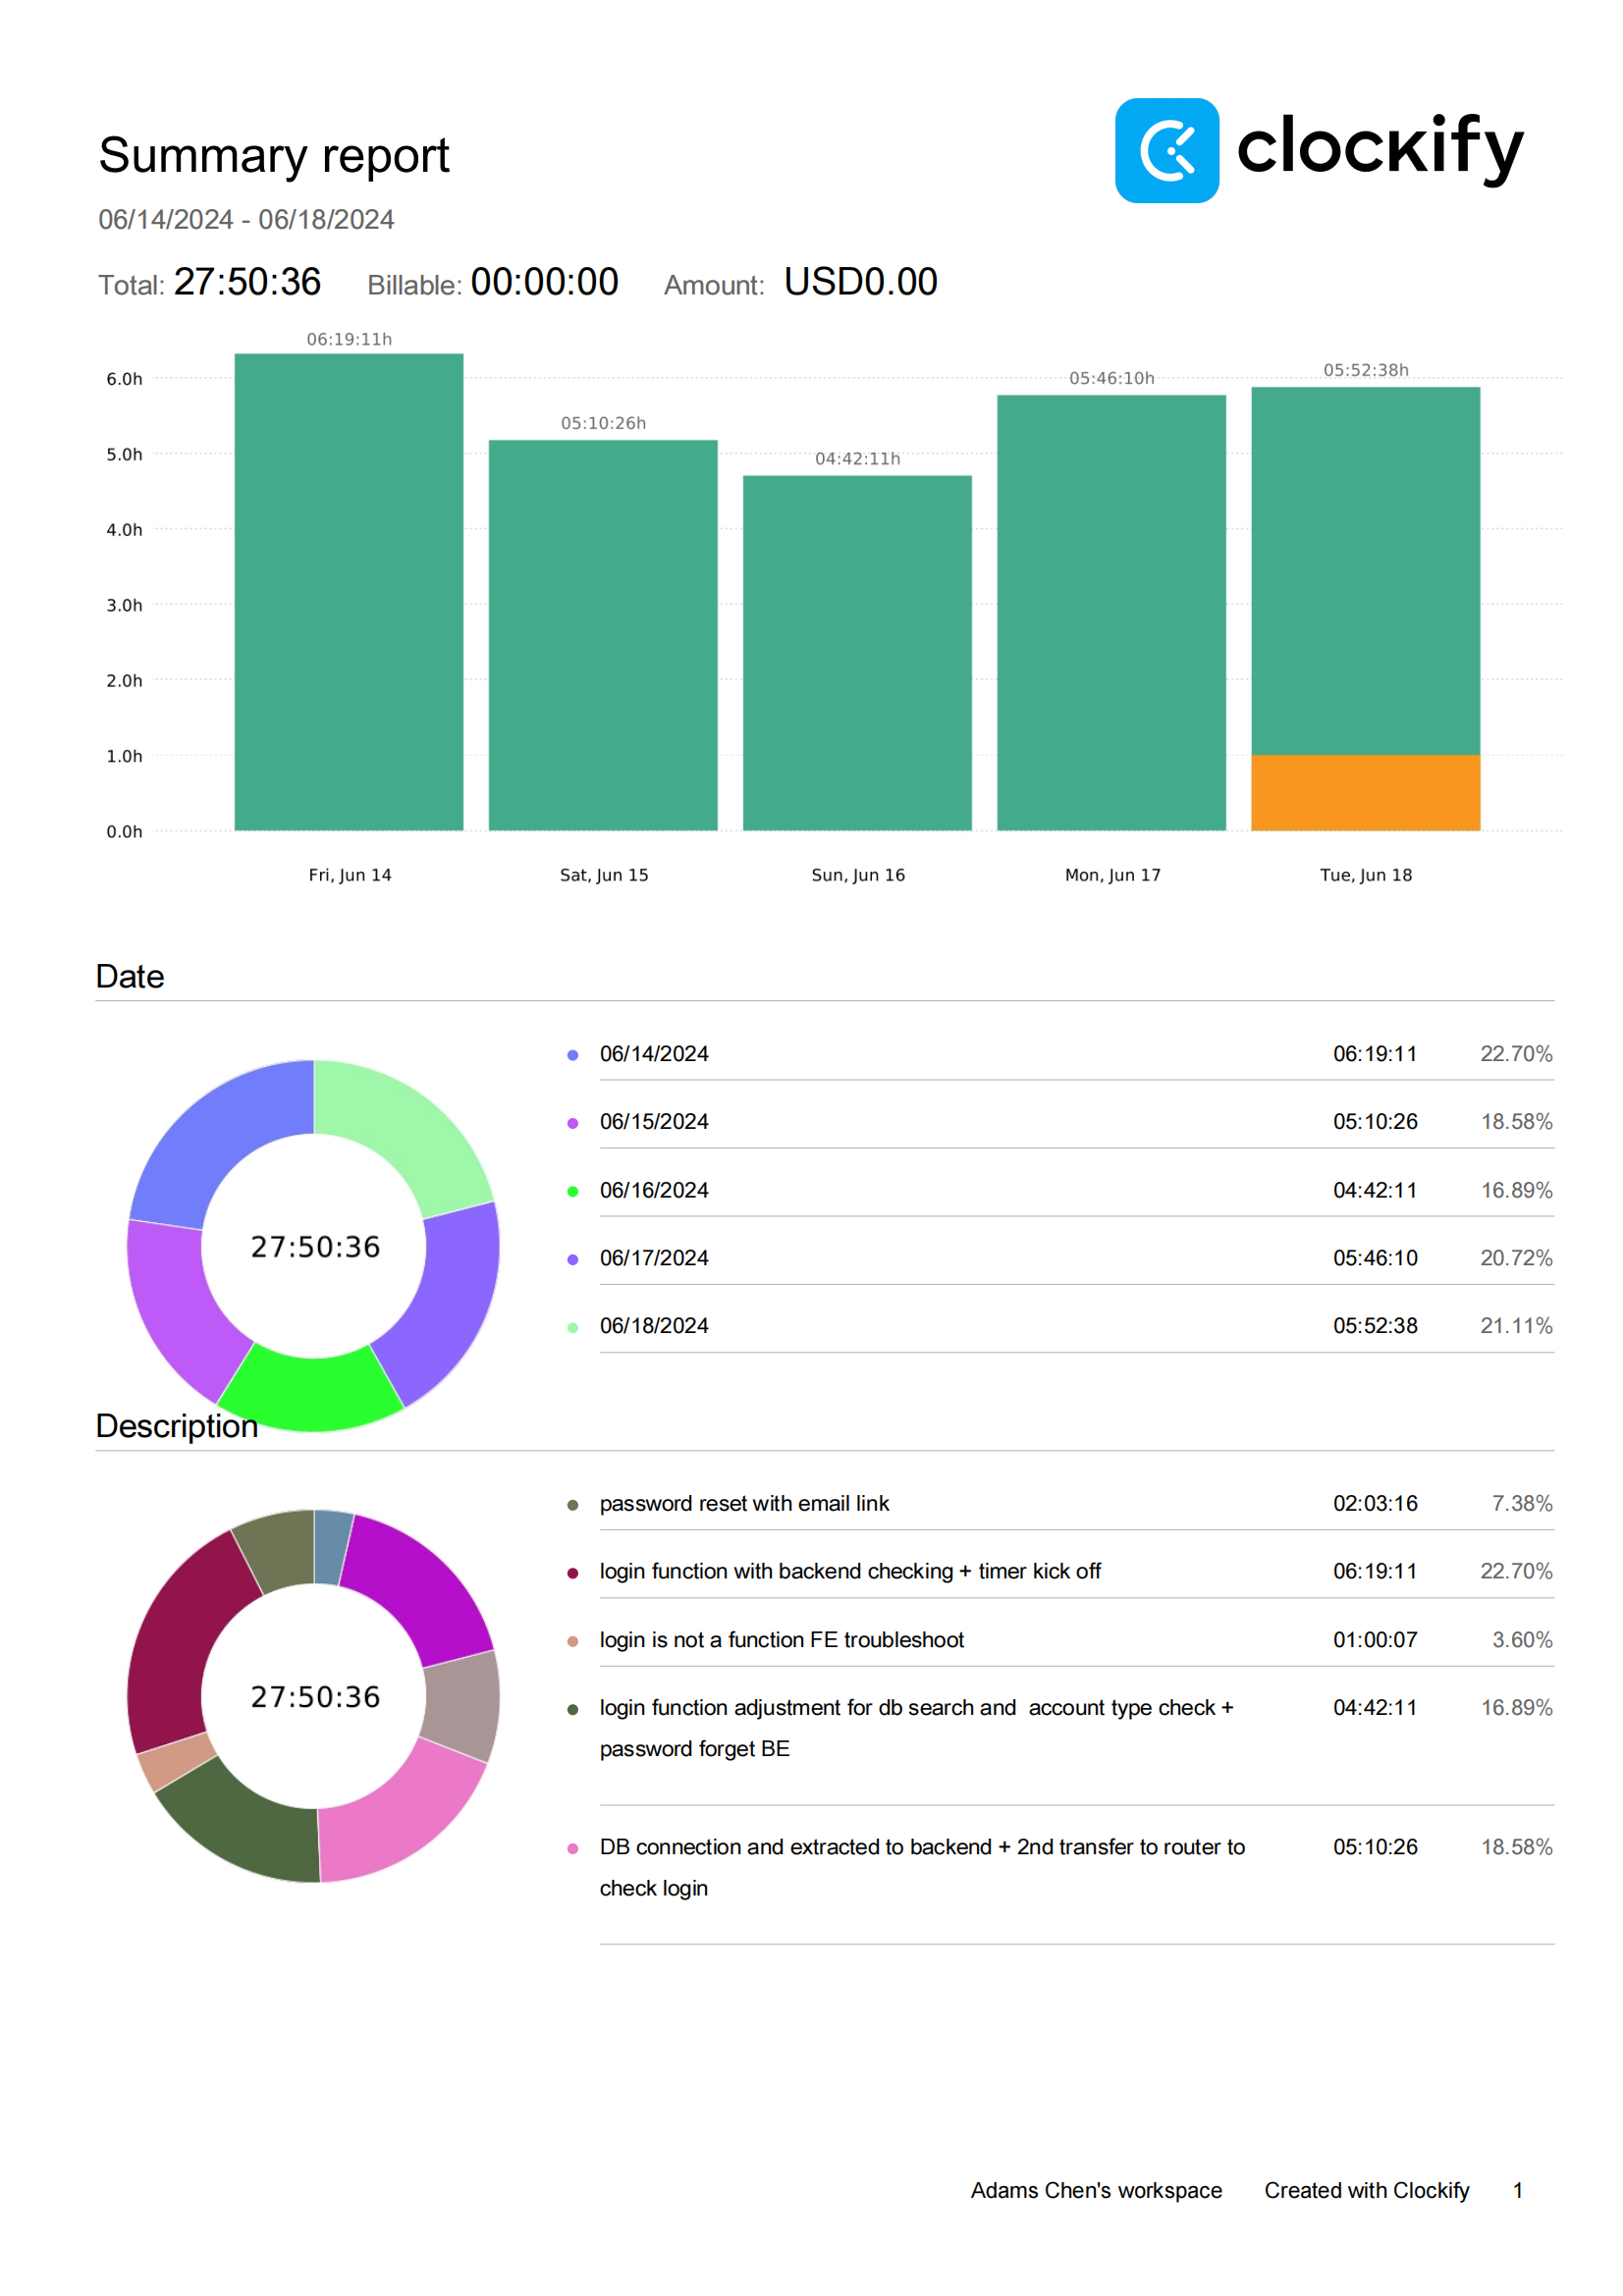 Summary report
clockify
06/14/2024 - 06/18/2024
Total: 27:50:36 Billable: 00:00:00 Amount: USD0.00
06:19:11h
05:10:26h
04:42:11h
05:46:10h
05:52:38h
6.0h
5.0h
4.0h
3.0h
2.0h
1.0h
0.0h
Fri, Jun 14
Sat, Jun 15
Sun, Jun 16
Mon, Jun 17
Tue, Jun 18
Date
27:50:36
06/14/2024 06:19:11 22.70%
06/15/2024 05:10:26 18.58%
06/16/2024 04:42:11 16.89%
06/17/2024 05:46:10 20.72%
06/18/2024 05:52:38 21.11%
Description
27:50:36
password reset with email link 02:03:16 7.38%
login function with backend checking + timer kick off 06:19:11 22.70%
login is not a function FE troubleshoot 01:00:07 3.60%
login function adjustment for db search and  account type check + 04:42:11 16.89%
password forget BE
DB connection and extracted to backend + 2nd transfer to router to 05:10:26 18.58%
check login
Adams Chen's workspace Created with Clockify 1